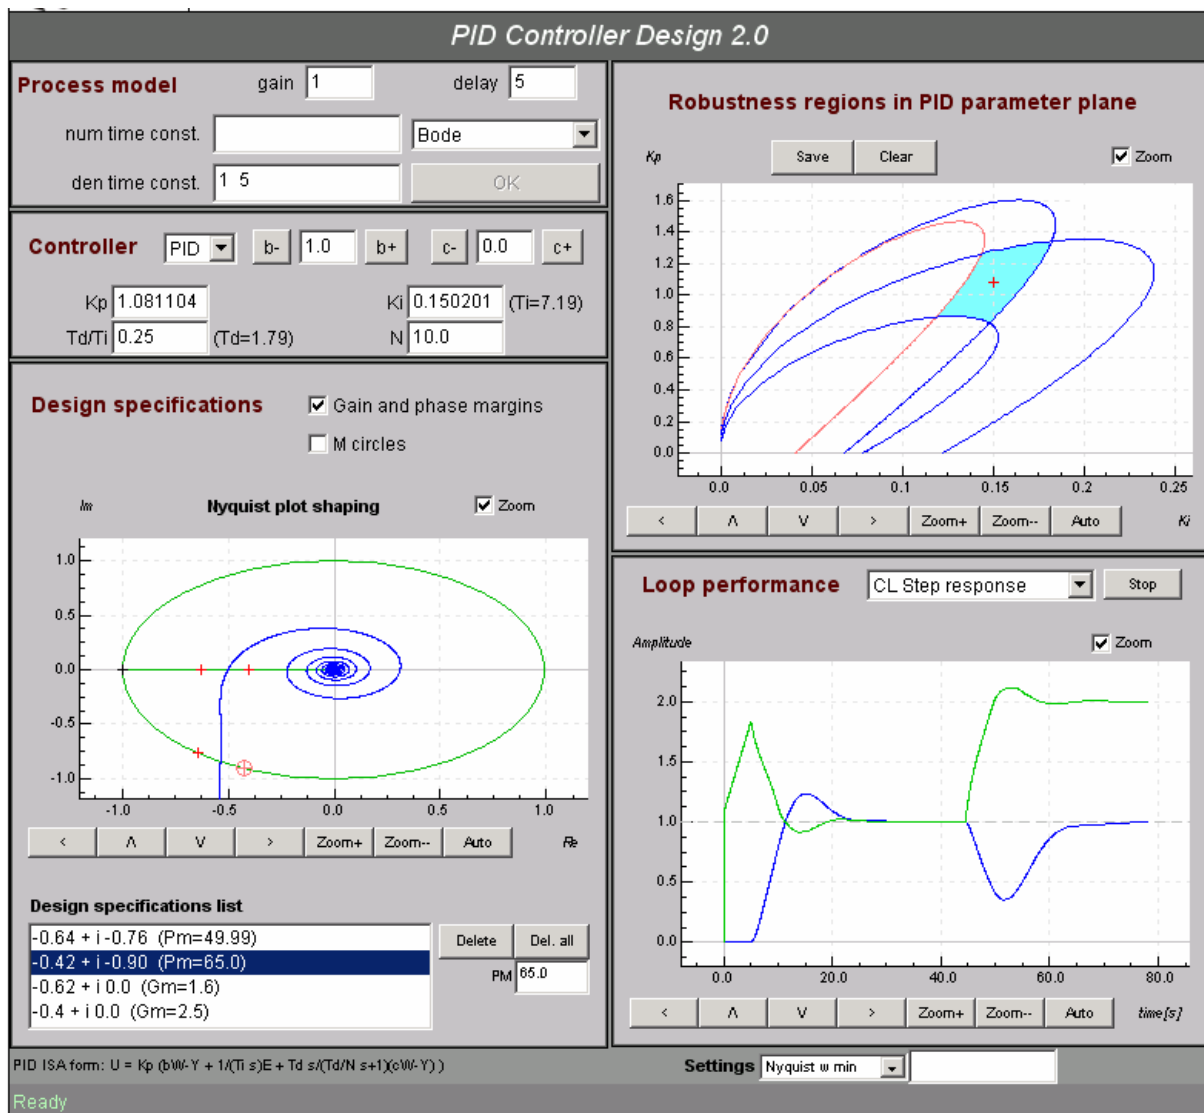 PID Controller Design 2.0
Process model gain 1 delay 5
num time const. Bode
den time const. 1 5 OK
Controller PID b- 1.0 b+ c- 0.0 c+
Kp 1.081104 Ki 0.150201 (Ti=7.19)
Td/Ti 0.25 (Td=1.79) N 10.0
Design specifications Gain and phase margins
M circles
Im Nyquist plot shaping Zoom
1.0
0.5
0.0
-0.5
-1.0
-1.0 -0.5 0.0 0.5 1.0
< Λ V > Zoom+ Zoom-- Auto Re
Design specifications list
-0.64 + i -0.76 (Pm=49.99)
-0.42 + i -0.90 (Pm=65.0)
-0.62 + i 0.0 (Gm=1.6)
-0.4 + i 0.0 (Gm=2.5)
Delete Del. all
PM 65.0
Robustness regions in PID parameter plane
Kp Save Clear Zoom
1.6
1.4
1.2
1.0
0.8
0.6
0.4
0.2
0.0
0.0 0.05 0.1 0.15 0.2 0.25
< Λ V > Zoom+ Zoom-- Auto Ki
Loop performance CL Step response Stop
Amplitude Zoom
2.0
1.5
1.0
0.5
0.0
0.0 20.0 40.0 60.0 80.0
< Λ V > Zoom+ Zoom-- Auto time[s]
PID ISA form: U = Kp (bW-Y + 1/(Ti s)E + Td s/(Td/N s+1)(cW-Y) )
Settings Nyquist w min
Ready